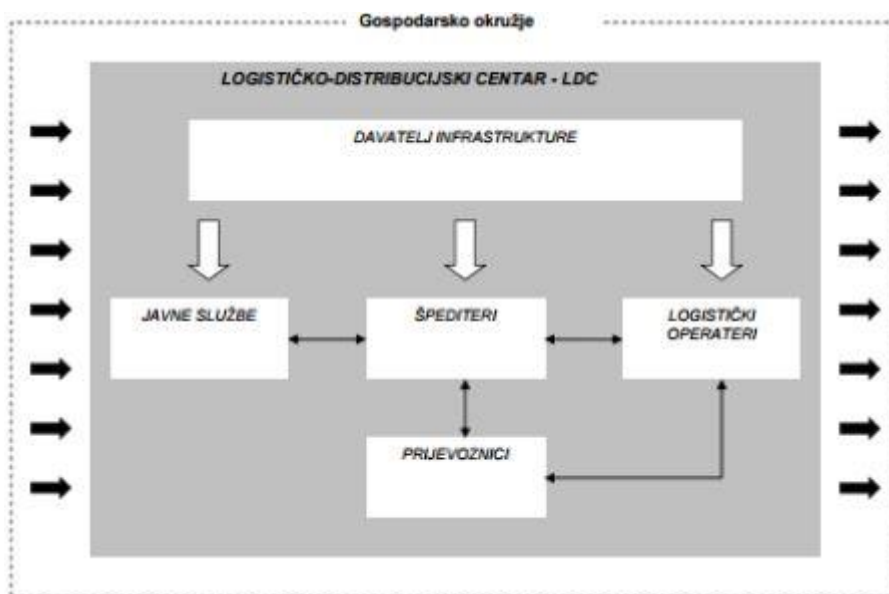 Gospodarsko okružje
LOGISTIČKO-DISTRIBUCIJSKI CENTAR - LDC
DAVATELJ INFRASTRUKTURE
JAVNE SLUŽBE
ŠPEDITERI
LOGISTIČKI
OPERATERI
PRIJEVOZNICI